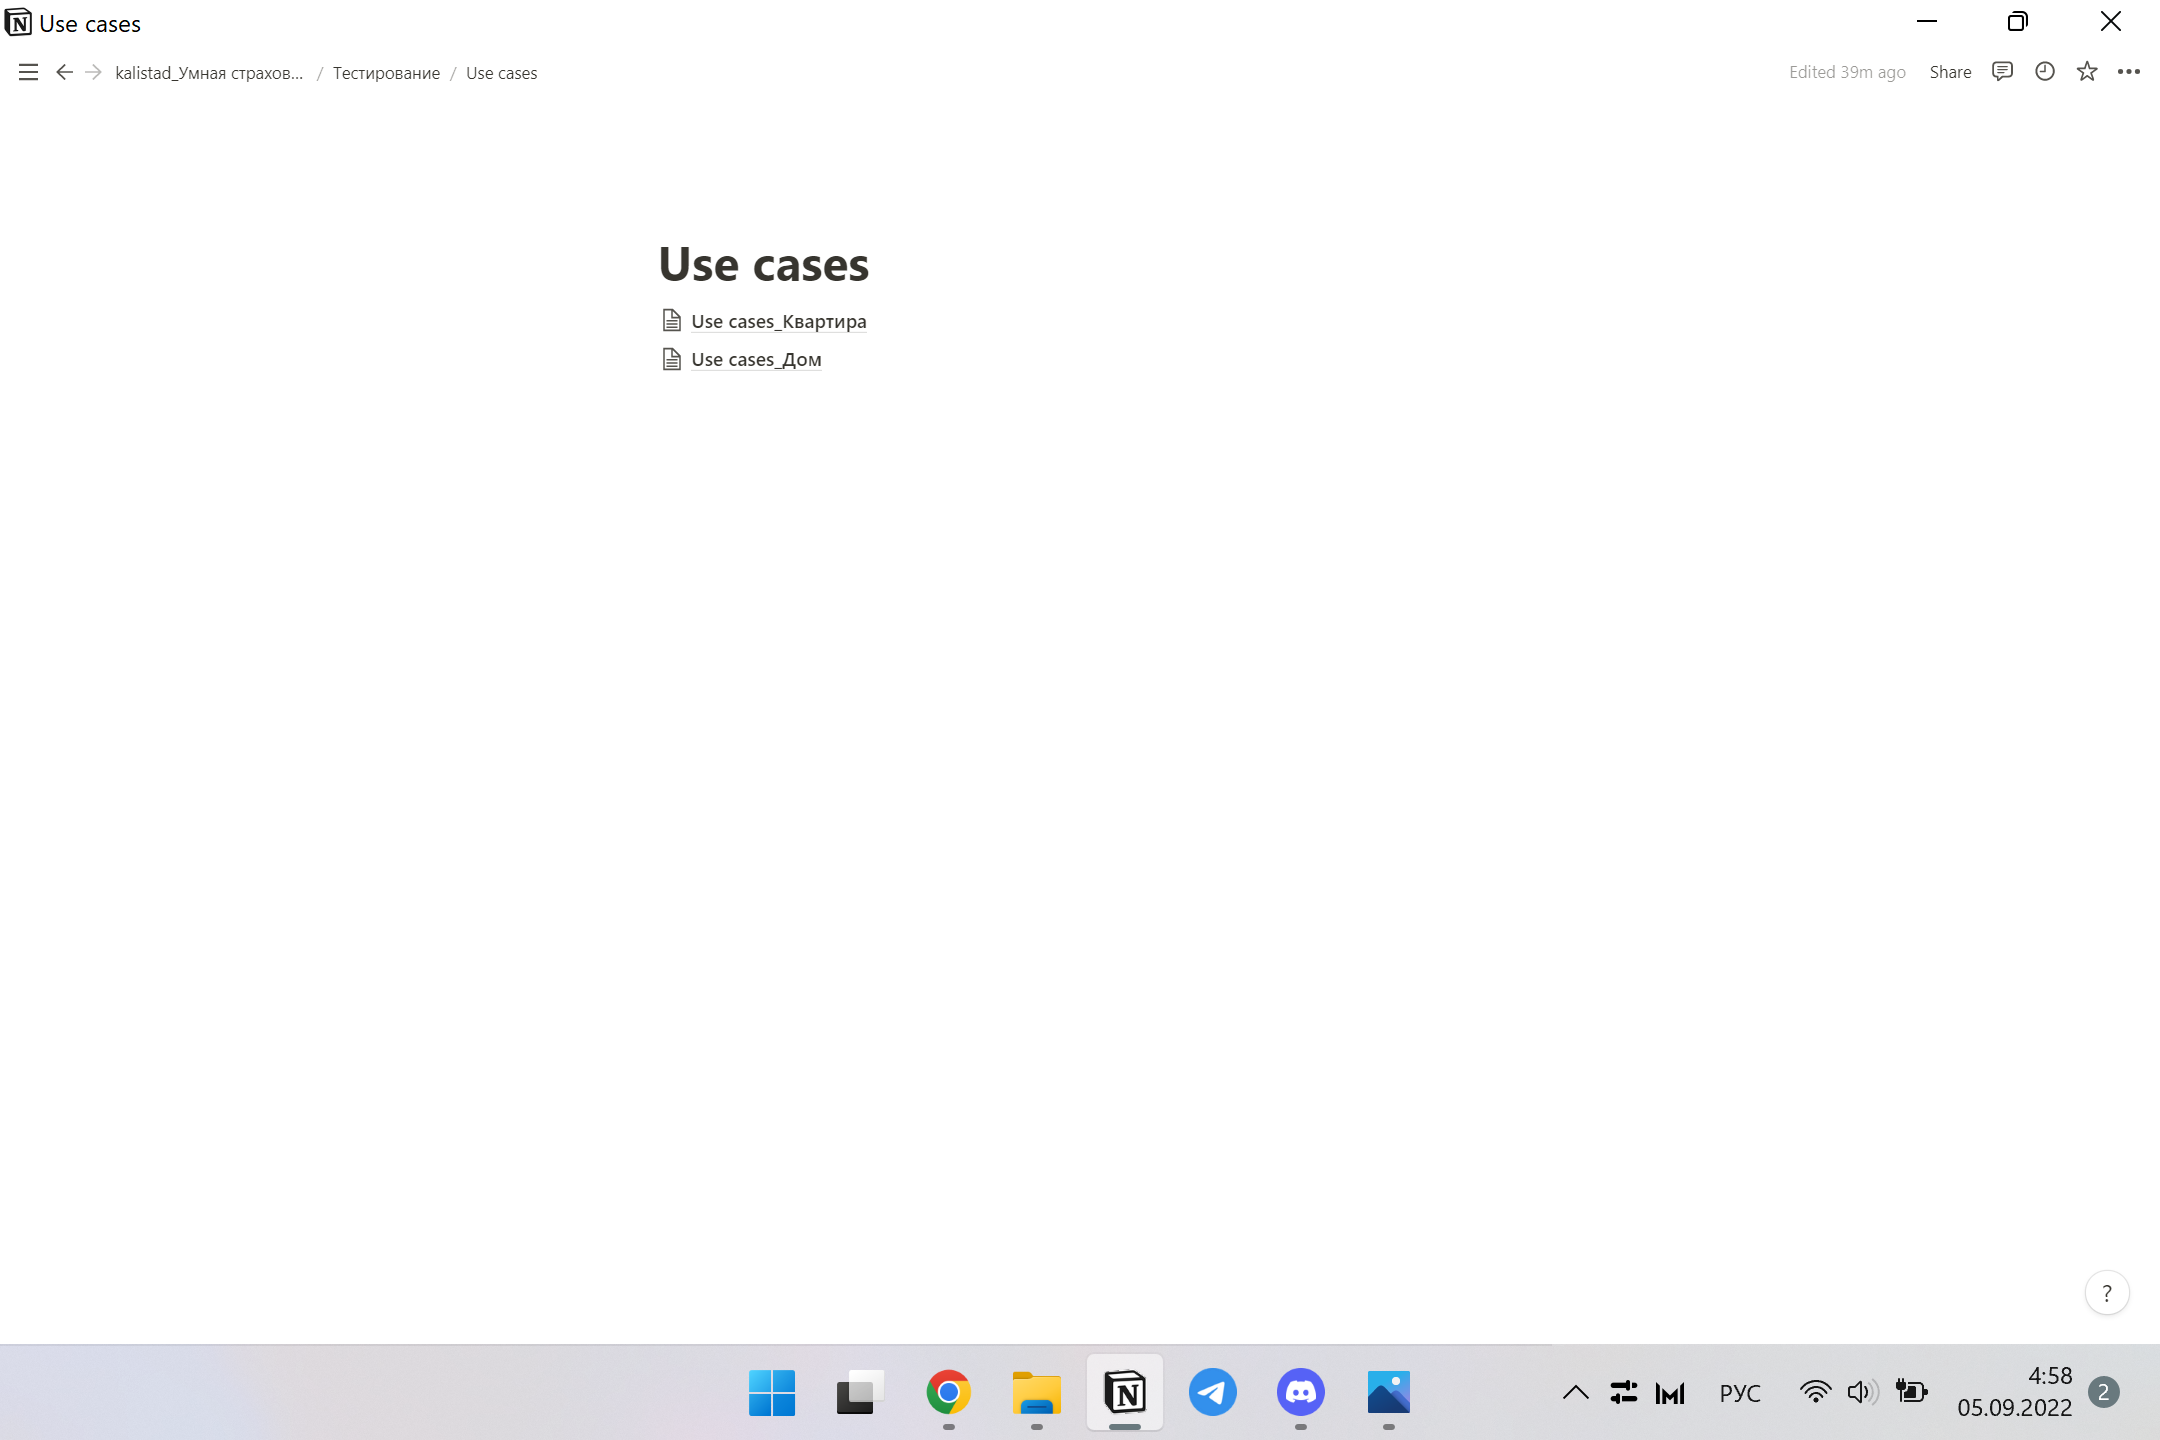 Use cases
kalistad_Умная страхов... / Тестирование / Use cases
Edited 39m ago Share
Use cases
Use cases_Квартира
Use cases_Дом
?
РУС
4:58
05.09.2022
2